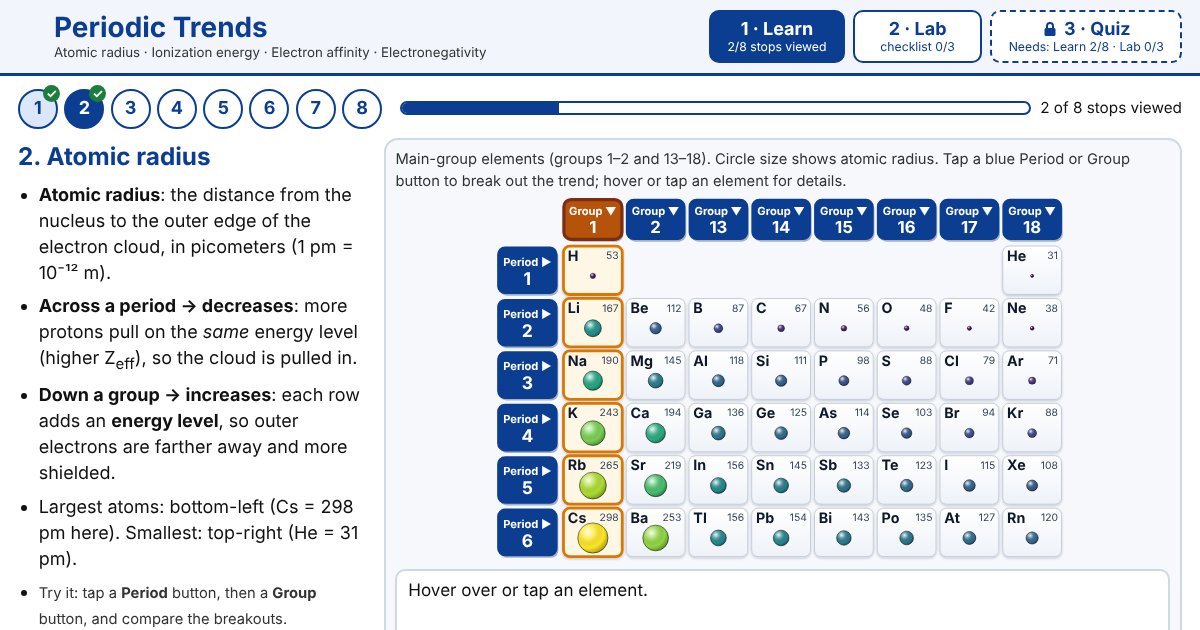 Periodic Trends
Atomic radius · Ionization energy · Electron affinity · Electronegativity
1 · Learn
2/8 stops viewed
2 · Lab
checklist 0/3
3 · Quiz
Needs: Learn 2/8 · Lab 0/3
1 2 3 4 5 6 7 8
2 of 8 stops viewed
2. Atomic radius
• Atomic radius: the distance from the
nucleus to the outer edge of the
electron cloud, in picometers (1 pm =
10⁻¹² m).
• Across a period → decreases: more
protons pull on the same energy level
(higher Zeff), so the cloud is pulled in.
• Down a group → increases: each row
adds an energy level, so outer
electrons are farther away and more
shielded.
• Largest atoms: bottom-left (Cs = 298
pm here). Smallest: top-right (He = 31
pm).
• Try it: tap a Period button, then a Group
button, and compare the breakouts.
Main-group elements (groups 1–2 and 13–18). Circle size shows atomic radius. Tap a blue Period or Group
button to break out the trend; hover or tap an element for details.
Group ▼ Group ▼ Group ▼ Group ▼ Group ▼ Group ▼ Group ▼ Group ▼
1 2 13 14 15 16 17 18
Period ▶ H 53 He 31
1
Period ▶ Li 167 Be 112 B 87 C 67 N 56 O 48 F 42 Ne 38
2
Period ▶ Na 190 Mg 145 Al 118 Si 111 P 98 S 88 Cl 79 Ar 71
3
Period ▶ K 243 Ca 194 Ga 136 Ge 125 As 114 Se 103 Br 94 Kr 88
4
Period ▶ Rb 265 Sr 219 In 156 Sn 145 Sb 133 Te 123 I 115 Xe 108
5
Period ▶ Cs 298 Ba 253 Tl 156 Pb 154 Bi 143 Po 135 At 127 Rn 120
6
Hover over or tap an element.